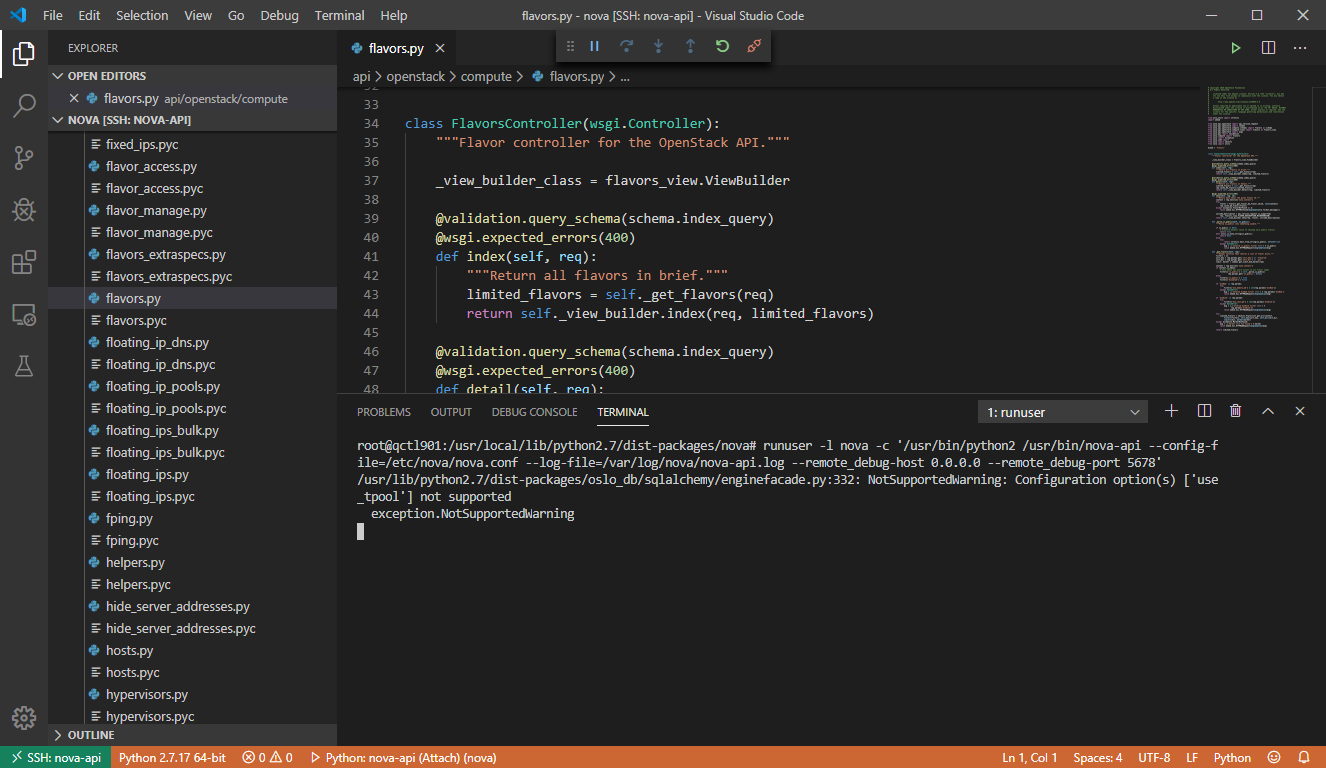 File Edit Selection View Go Debug Terminal Help flavors.py - nova [SSH: nova-api] - Visual Studio Code
EXPLORER
OPEN EDITORS
flavors.py api/openstack/compute
NOVA [SSH: NOVA-API]
fixed_ips.pyc
flavor_access.py
flavor_access.pyc
flavor_manage.py
flavor_manage.pyc
flavors_extraspecs.py
flavors_extraspecs.pyc
flavors.py
flavors.pyc
floating_ip_dns.py
floating_ip_dns.pyc
floating_ip_pools.py
floating_ip_pools.pyc
floating_ips_bulk.py
floating_ips_bulk.pyc
floating_ips.py
floating_ips.pyc
fping.py
fping.pyc
helpers.py
helpers.pyc
hide_server_addresses.py
hide_server_addresses.pyc
hosts.py
hosts.pyc
hypervisors.py
hypervisors.pyc
OUTLINE
flavors.py
api > openstack > compute > flavors.py > ...
32
33
34 class FlavorsController(wsgi.Controller):
35 """Flavor controller for the OpenStack API."""
36
37 _view_builder_class = flavors_view.ViewBuilder
38
39 @validation.query_schema(schema.index_query)
40 @wsgi.expected_errors(400)
41 def index(self, req):
42 """Return all flavors in brief."""
43 limited_flavors = self._get_flavors(req)
44 return self._view_builder.index(req, limited_flavors)
45
46 @validation.query_schema(schema.index_query)
47 @wsgi.expected_errors(400)
48 def detail(self, req):
PROBLEMS OUTPUT DEBUG CONSOLE TERMINAL 1: runuser
root@qctl901:/usr/local/lib/python2.7/dist-packages/nova# runuser -l nova -c '/usr/bin/python2 /usr/bin/nova-api --config-f
ile=/etc/nova/nova.conf --log-file=/var/log/nova/nova-api.log --remote_debug-host 0.0.0.0 --remote_debug-port 5678'
/usr/lib/python2.7/dist-packages/oslo_db/sqlalchemy/enginefacade.py:332: NotSupportedWarning: Configuration option(s) ['use
_tpool'] not supported
exception.NotSupportedWarning
SSH: nova-api Python 2.7.17 64-bit 0 0 Python: nova-api (Attach) (nova) Ln 1, Col 1 Spaces: 4 UTF-8 LF Python